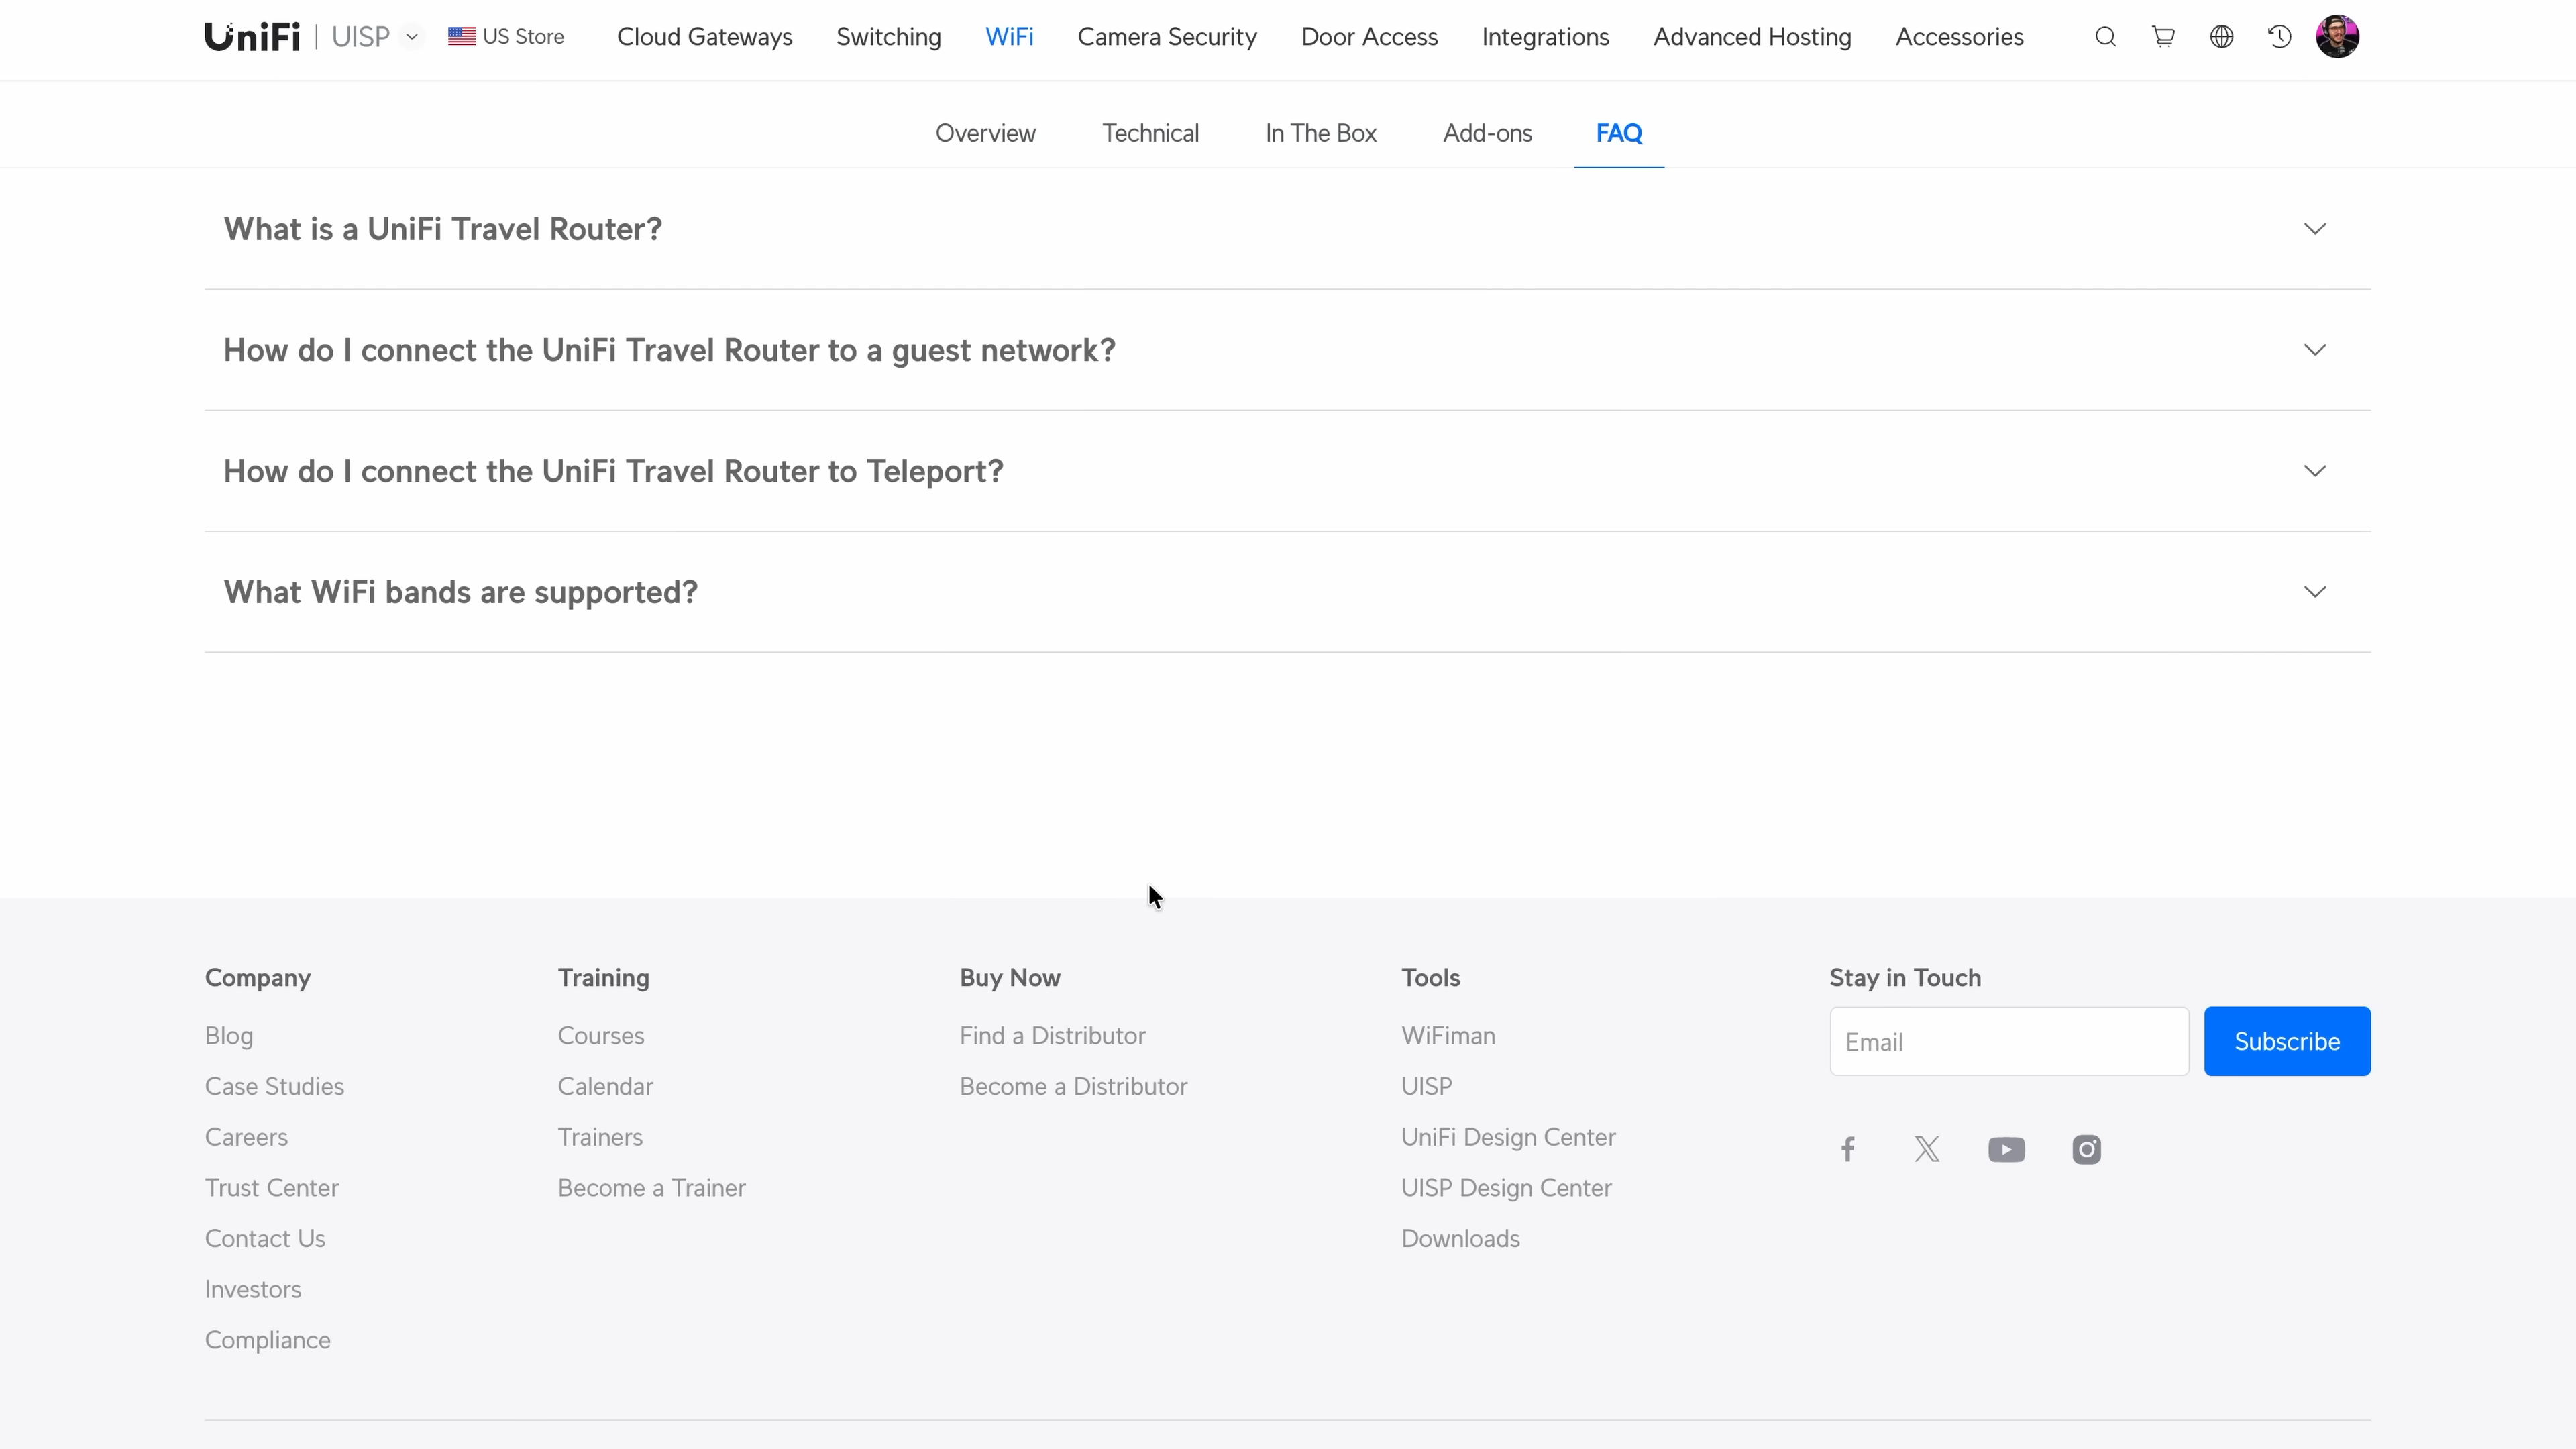 UniFi | UISP US Store Cloud Gateways Switching WiFi Camera Security Door Access Integrations Advanced Hosting Accessories
Overview Technical In The Box Add-ons FAQ
What is a UniFi Travel Router?
How do I connect the UniFi Travel Router to a guest network?
How do I connect the UniFi Travel Router to Teleport?
What WiFi bands are supported?
Company
Blog
Case Studies
Careers
Trust Center
Contact Us
Investors
Compliance
Training
Courses
Calendar
Trainers
Become a Trainer
Buy Now
Find a Distributor
Become a Distributor
Tools
WiFiman
UISP
UniFi Design Center
UISP Design Center
Downloads
Stay in Touch
Email Subscribe